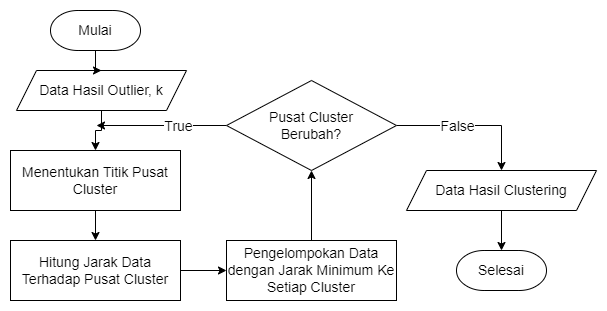 Mulai
Data Hasil Outlier, k
True
Pusat Cluster
Berubah?
False
Menentukan Titik Pusat
Cluster
Data Hasil Clustering
Hitung Jarak Data
Terhadap Pusat Cluster
Pengelompokan Data
dengan Jarak Minimum Ke
Setiap Cluster
Selesai